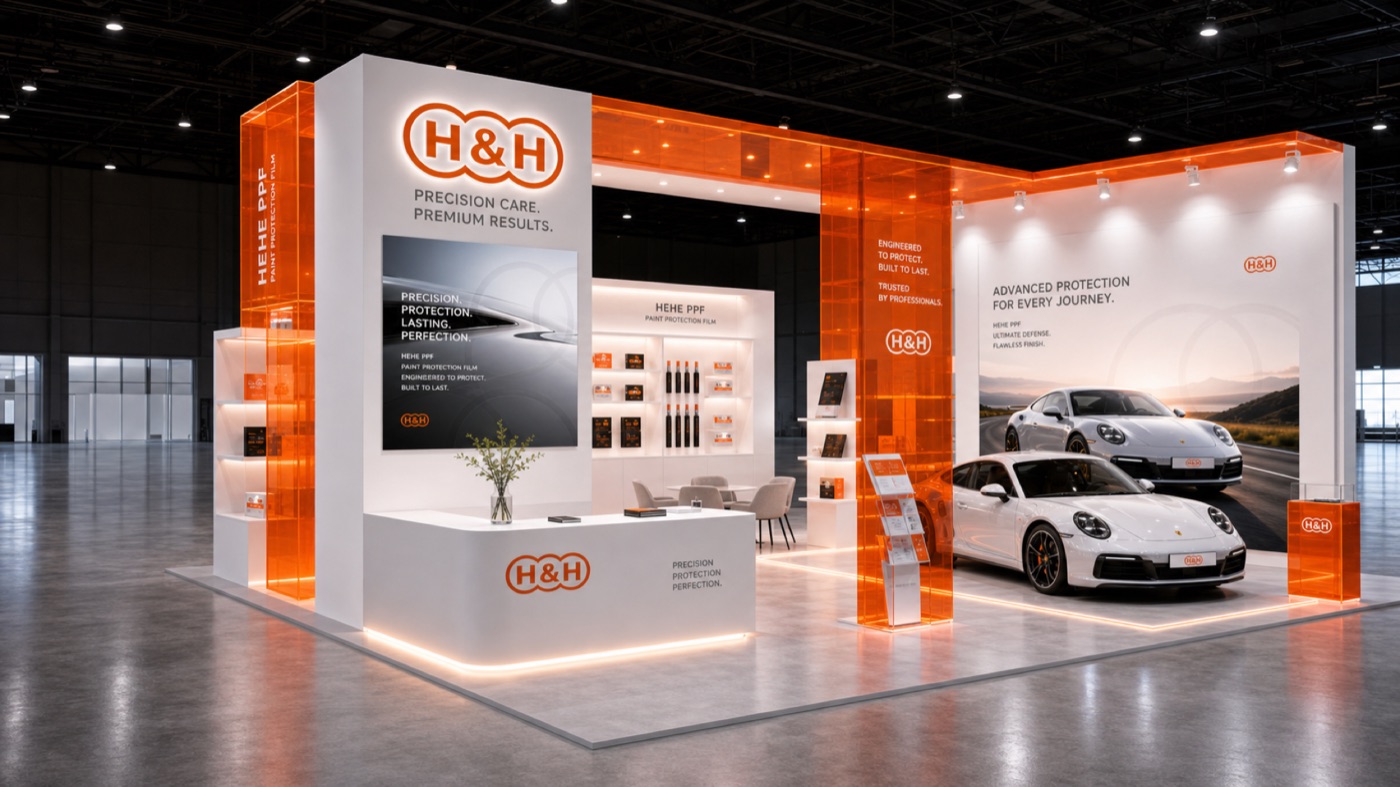 HEHE PPF
PAINT PROTECTION FILM
H&H
PRECISION CARE.
PREMIUM RESULTS.
PRECISION.
PROTECTION.
LASTING.
PERFECTION.
HEHE PPF
PAINT PROTECTION FILM
ENGINEERED TO PROTECT.
BUILT TO LAST.
H&H
HEHE PPF
PAINT PROTECTION FILM
ENGINEERED
TO PROTECT.
BUILT TO LAST.
TRUSTED
BY PROFESSIONALS.
H&H
H&H
ADVANCED PROTECTION
FOR EVERY JOURNEY.
HEHE PPF
ULTIMATE DEFENSE.
FLAWLESS FINISH.
H&H
H&H
H&H
H&H
PRECISION
PROTECTION
PERFECTION.